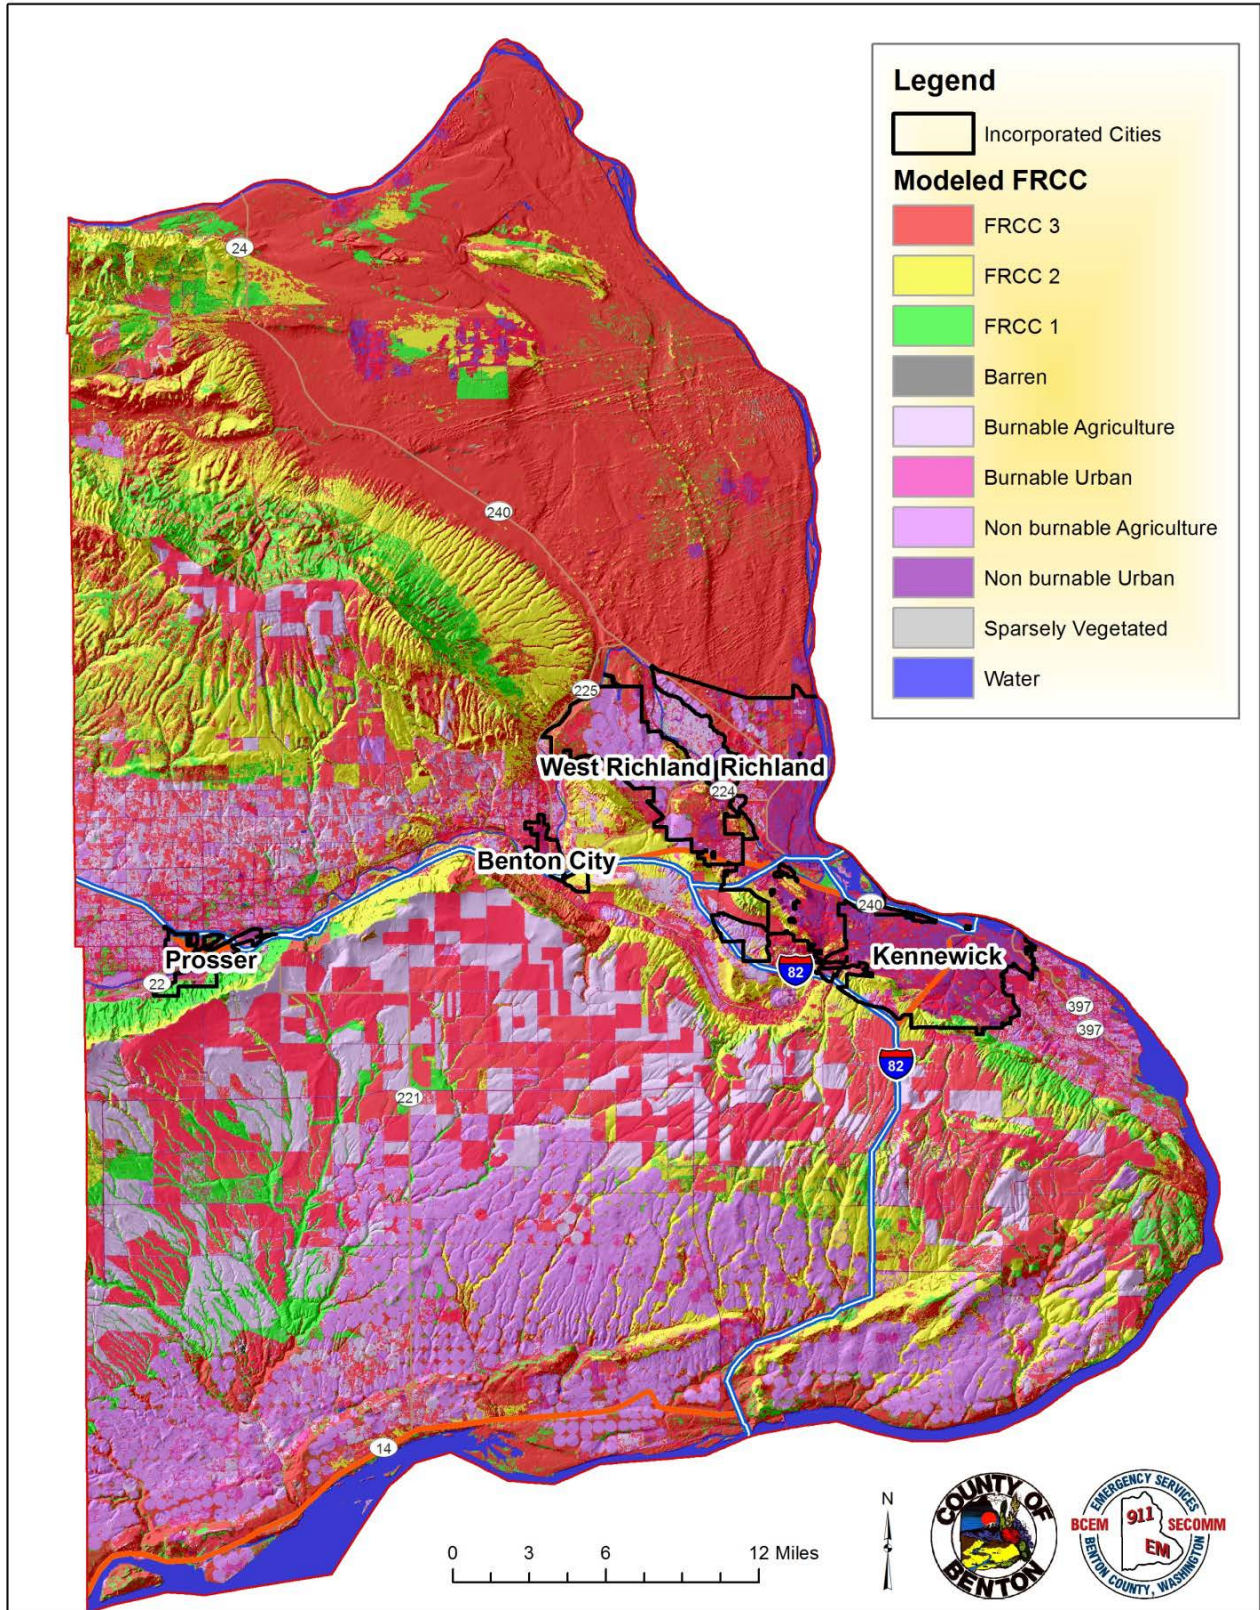 Legend
Incorporated Cities
Modeled FRCC
FRCC 3
FRCC 2
FRCC 1
Barren
Burnable Agriculture
Burnable Urban
Non burnable Agriculture
Non burnable Urban
Sparsely Vegetated
Water
24
240
225
West Richland
Richland
224
Benton City
240
Prosser
Kennewick
22
82
397
397
82
221
14
0 3 6 12 Miles
N
COUNTY OF
BENTON
EMERGENCY SERVICES
BCEM
911
SECOMM
EM
BENTON COUNTY, WASHINGTON